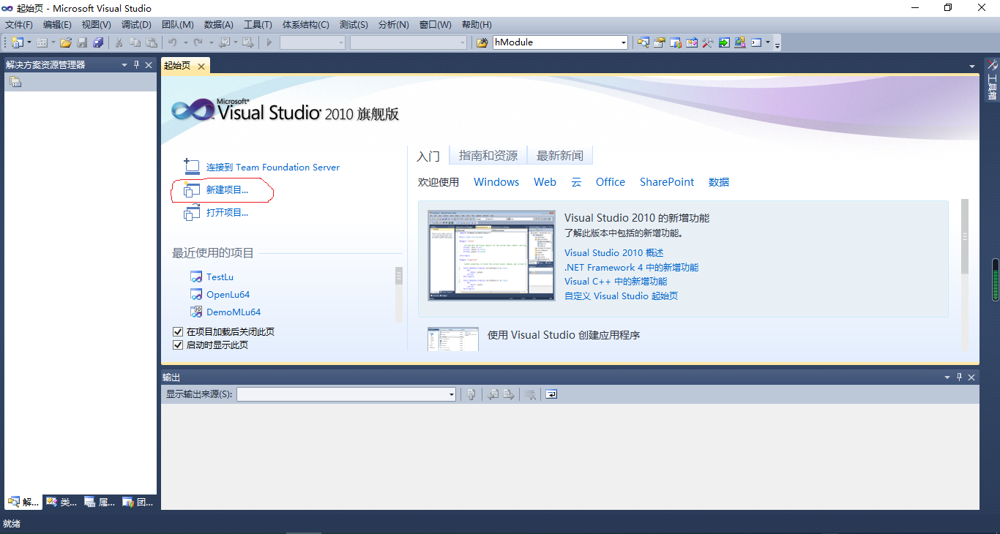 起始页 - Microsoft Visual Studio
文件(F) 编辑(E) 视图(V) 调试(D) 团队(M) 数据(A) 工具(T) 体系结构(C) 测试(S) 分析(N) 窗口(W) 帮助(H)
hModule
解决方案资源管理器
起始页
工具箱
Microsoft®
Visual Studio 2010 旗舰版
连接到 Team Foundation Server
新建项目...
打开项目...
最近使用的项目
TestLu
OpenLu64
DemoMLu64
在项目加载后关闭此页
启动时显示此页
入门 指南和资源 最新新闻
欢迎使用 Windows Web 云 Office SharePoint 数据
Visual Studio 2010 的新增功能
了解此版本中包括的新增功能。
Visual Studio 2010 概述
.NET Framework 4 中的新增功能
Visual C++ 中的新增功能
自定义 Visual Studio 起始页
使用 Visual Studio 创建应用程序
输出
显示输出来源(S):
解... 类... 属... 团...
就绪